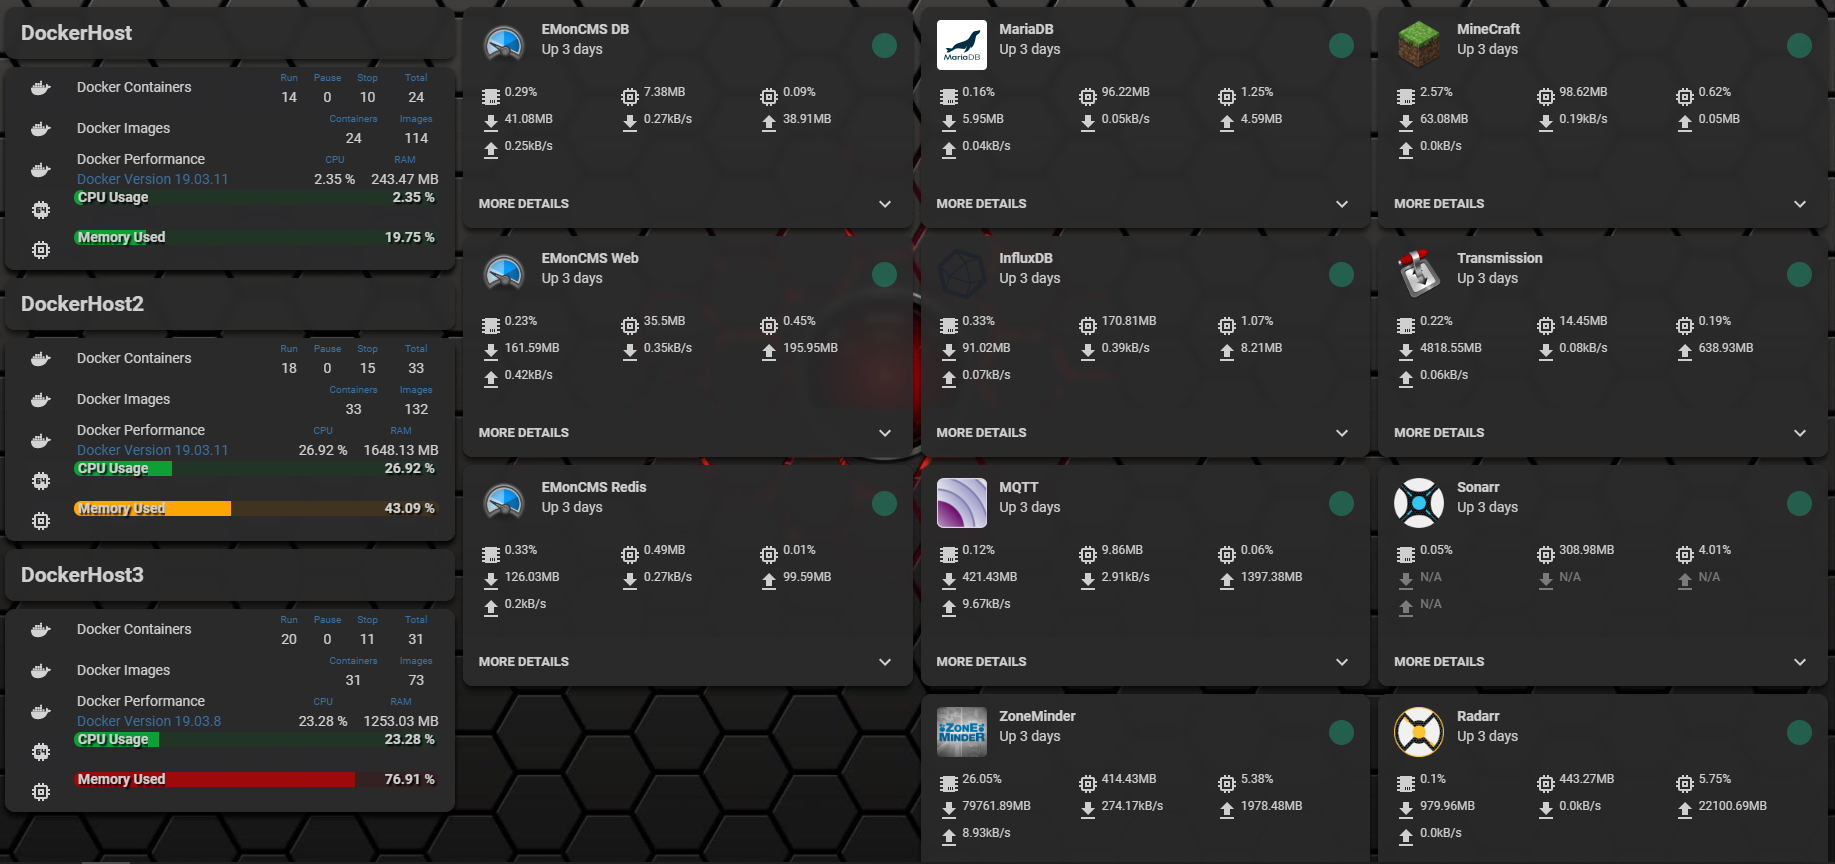 DockerHost
Docker Containers
Run Pause Stop Total
14 0 10 24
Docker Images
Containers Images
24 114
Docker Performance
CPU RAM
Docker Version 19.03.11
2.35 % 243.47 MB
CPU Usage 2.35 %
Memory Used 19.75 %
DockerHost2
Docker Containers
Run Pause Stop Total
18 0 15 33
Docker Images
Containers Images
33 132
Docker Performance
CPU RAM
Docker Version 19.03.11
26.92 % 1648.13 MB
CPU Usage 26.92 %
Memory Used 43.09 %
DockerHost3
Docker Containers
Run Pause Stop Total
20 0 11 31
Docker Images
Containers Images
31 73
Docker Performance
CPU RAM
Docker Version 19.03.8
23.28 % 1253.03 MB
CPU Usage 23.28 %
Memory Used 76.91 %
EMonCMS DB
Up 3 days
0.29% 7.38MB 0.09%
41.08MB 0.27kB/s 38.91MB
0.25kB/s
MORE DETAILS
EMonCMS Web
Up 3 days
0.23% 35.5MB 0.45%
161.59MB 0.35kB/s 195.95MB
0.42kB/s
MORE DETAILS
EMonCMS Redis
Up 3 days
0.33% 0.49MB 0.01%
126.03MB 0.27kB/s 99.59MB
0.2kB/s
MORE DETAILS
MariaDB
MariaDB
Up 3 days
0.16% 96.22MB 1.25%
5.95MB 0.05kB/s 4.59MB
0.04kB/s
MORE DETAILS
InfluxDB
Up 3 days
0.33% 170.81MB 1.07%
91.02MB 0.39kB/s 8.21MB
0.07kB/s
MORE DETAILS
MQTT
Up 3 days
0.12% 9.86MB 0.06%
421.43MB 2.91kB/s 1397.38MB
9.67kB/s
MORE DETAILS
ZONE
MINDER
ZoneMinder
Up 3 days
26.05% 414.43MB 5.38%
79761.89MB 274.17kB/s 1978.48MB
8.93kB/s
MineCraft
Up 3 days
2.57% 98.62MB 0.62%
63.08MB 0.19kB/s 0.05MB
0.0kB/s
MORE DETAILS
Transmission
Up 3 days
0.22% 14.45MB 0.19%
4818.55MB 0.08kB/s 638.93MB
0.06kB/s
MORE DETAILS
Sonarr
Up 3 days
0.05% 308.98MB 4.01%
N/A N/A N/A
N/A
MORE DETAILS
Radarr
Up 3 days
0.1% 443.27MB 5.75%
979.96MB 0.0kB/s 22100.69MB
0.0kB/s